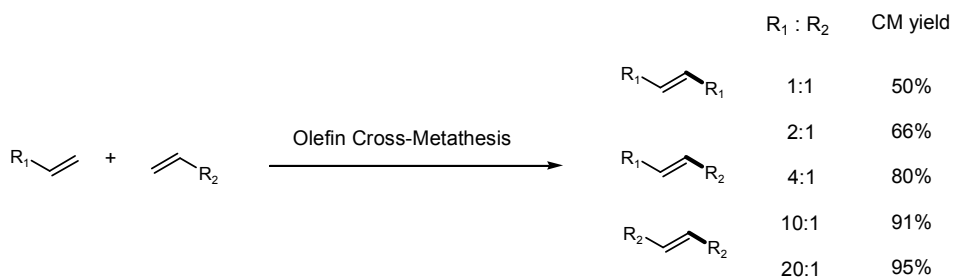 R₁ : R₂ CM yield
R₁ R₁ 1:1 50%
Olefin Cross-Metathesis 2:1 66%
R₁ + R₂ R₁ R₂ 4:1 80%
R₂ R₂ 10:1 91%
20:1 95%